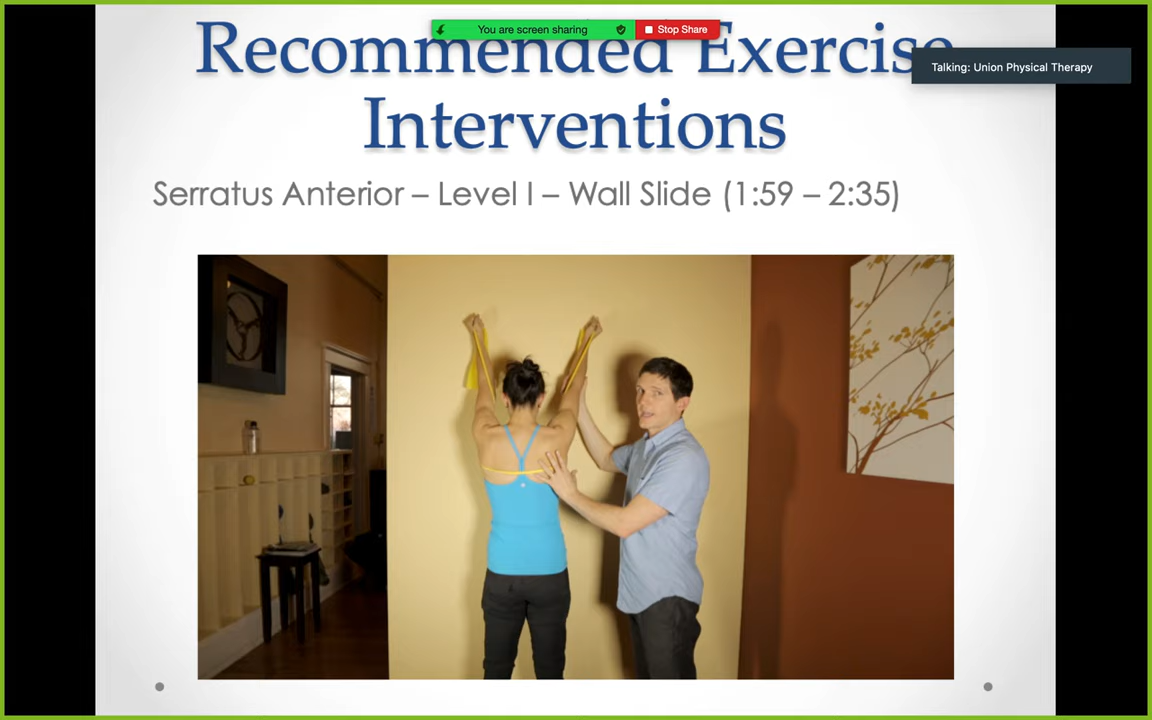 You are screen sharing
Stop Share
Talking: Union Physical Therapy
Recommended Exercise
Interventions
Serratus Anterior – Level I – Wall Slide (1:59 – 2:35)